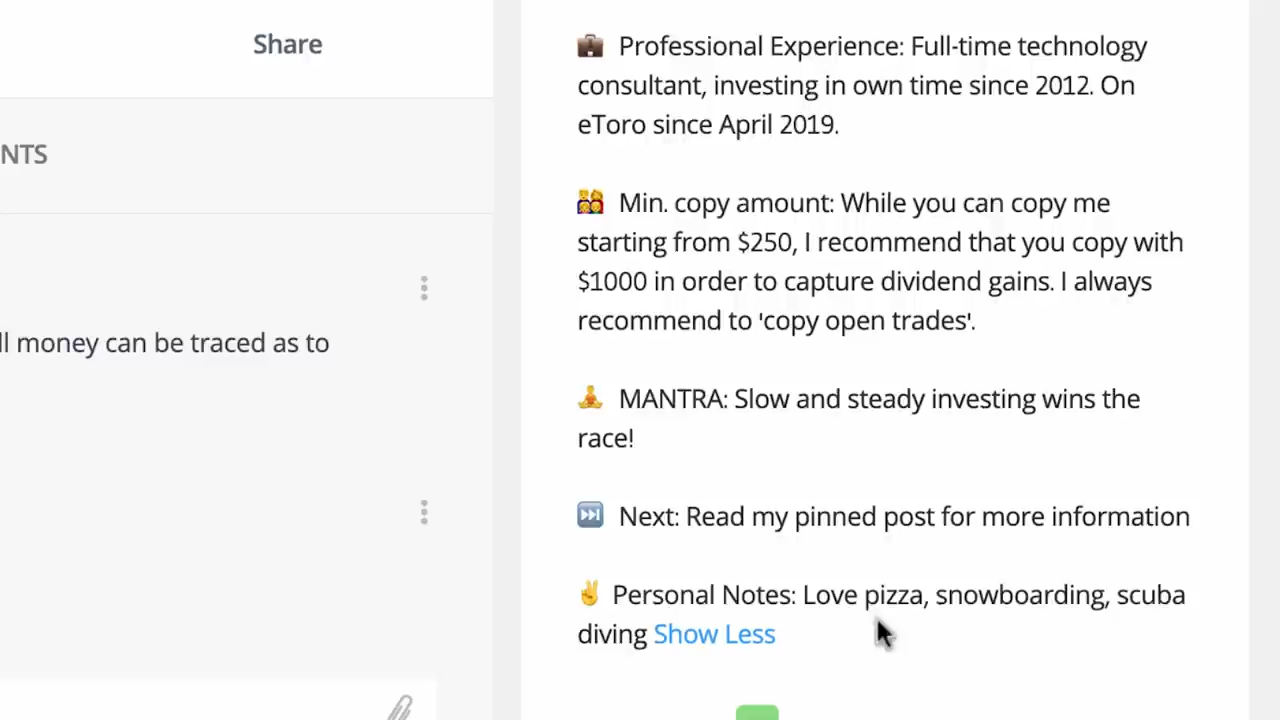 Share
NTS
ll money can be traced as to
💼 Professional Experience: Full-time technology
consultant, investing in own time since 2012. On
eToro since April 2019.
Min. copy amount: While you can copy me
starting from $250, I recommend that you copy with
$1000 in order to capture dividend gains. I always
recommend to 'copy open trades'.
🧘 MANTRA: Slow and steady investing wins the
race!
⏭ Next: Read my pinned post for more information
✌ Personal Notes: Love pizza, snowboarding, scuba
diving Show Less